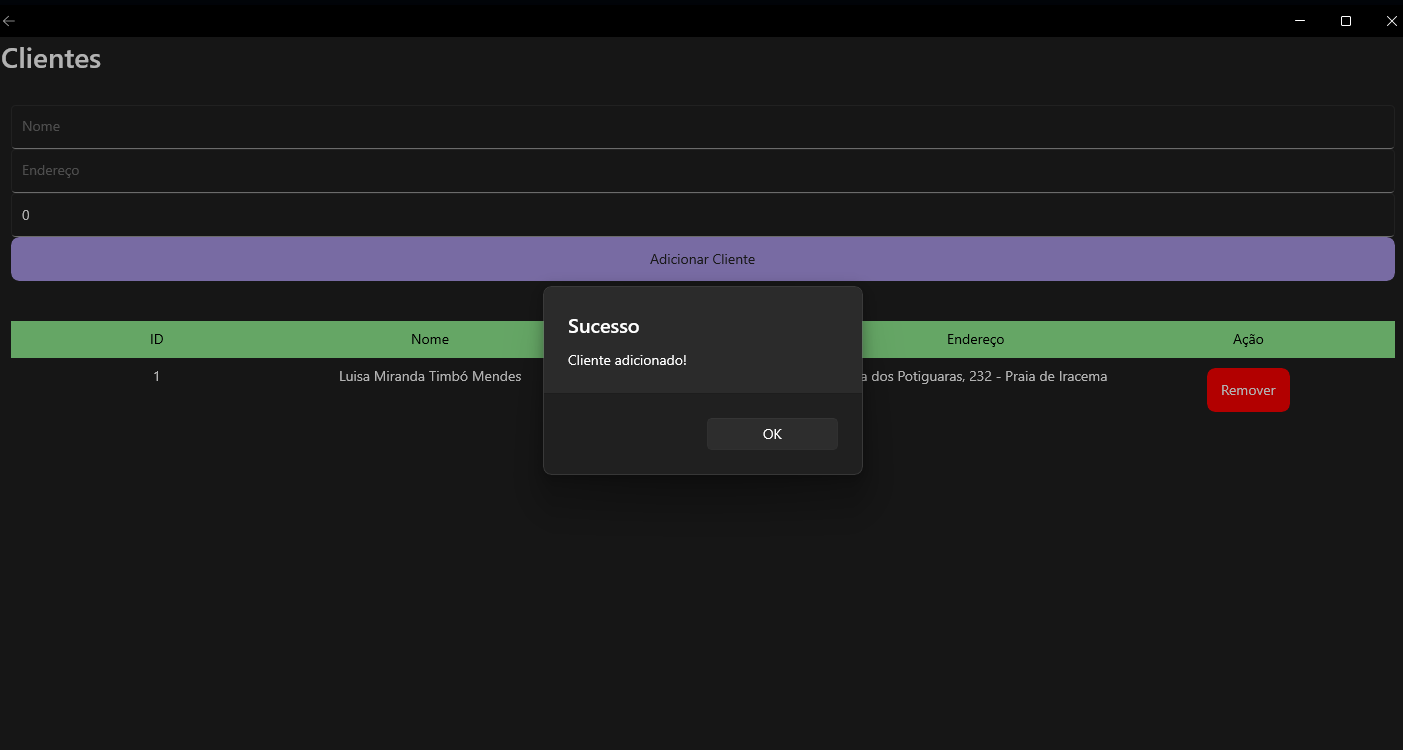 Clientes
Nome
Endereço
0
Adicionar Cliente
Sucesso
Cliente adicionado!
OK
ID Nome Endereço Ação
1 Luisa Miranda Timbó Mendes dos Potiguaras, 232 - Praia de Iracema Remover